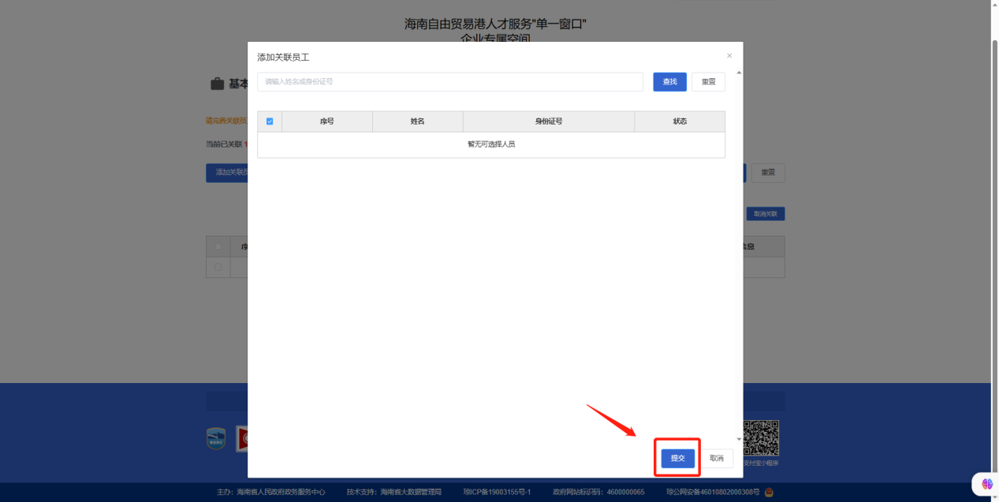 海南自由贸易港人才服务"单一窗口"
企业专属空间
添加关联员工
×
请输入姓名或身份证号
查找
重置
基本
请完善关联员
序号
姓名
身份证号
状态
暂无可选择人员
当前已关联 1
添加关联员
重置
取消关联
序
信息
提交
取消
支付宝小程序
主办：海南省人民政府政务服务中心
技术支持：海南省大数据管理局
琼ICP备19003155号-1
政府网站标识码：4600000065
琼公网安备46010802000308号